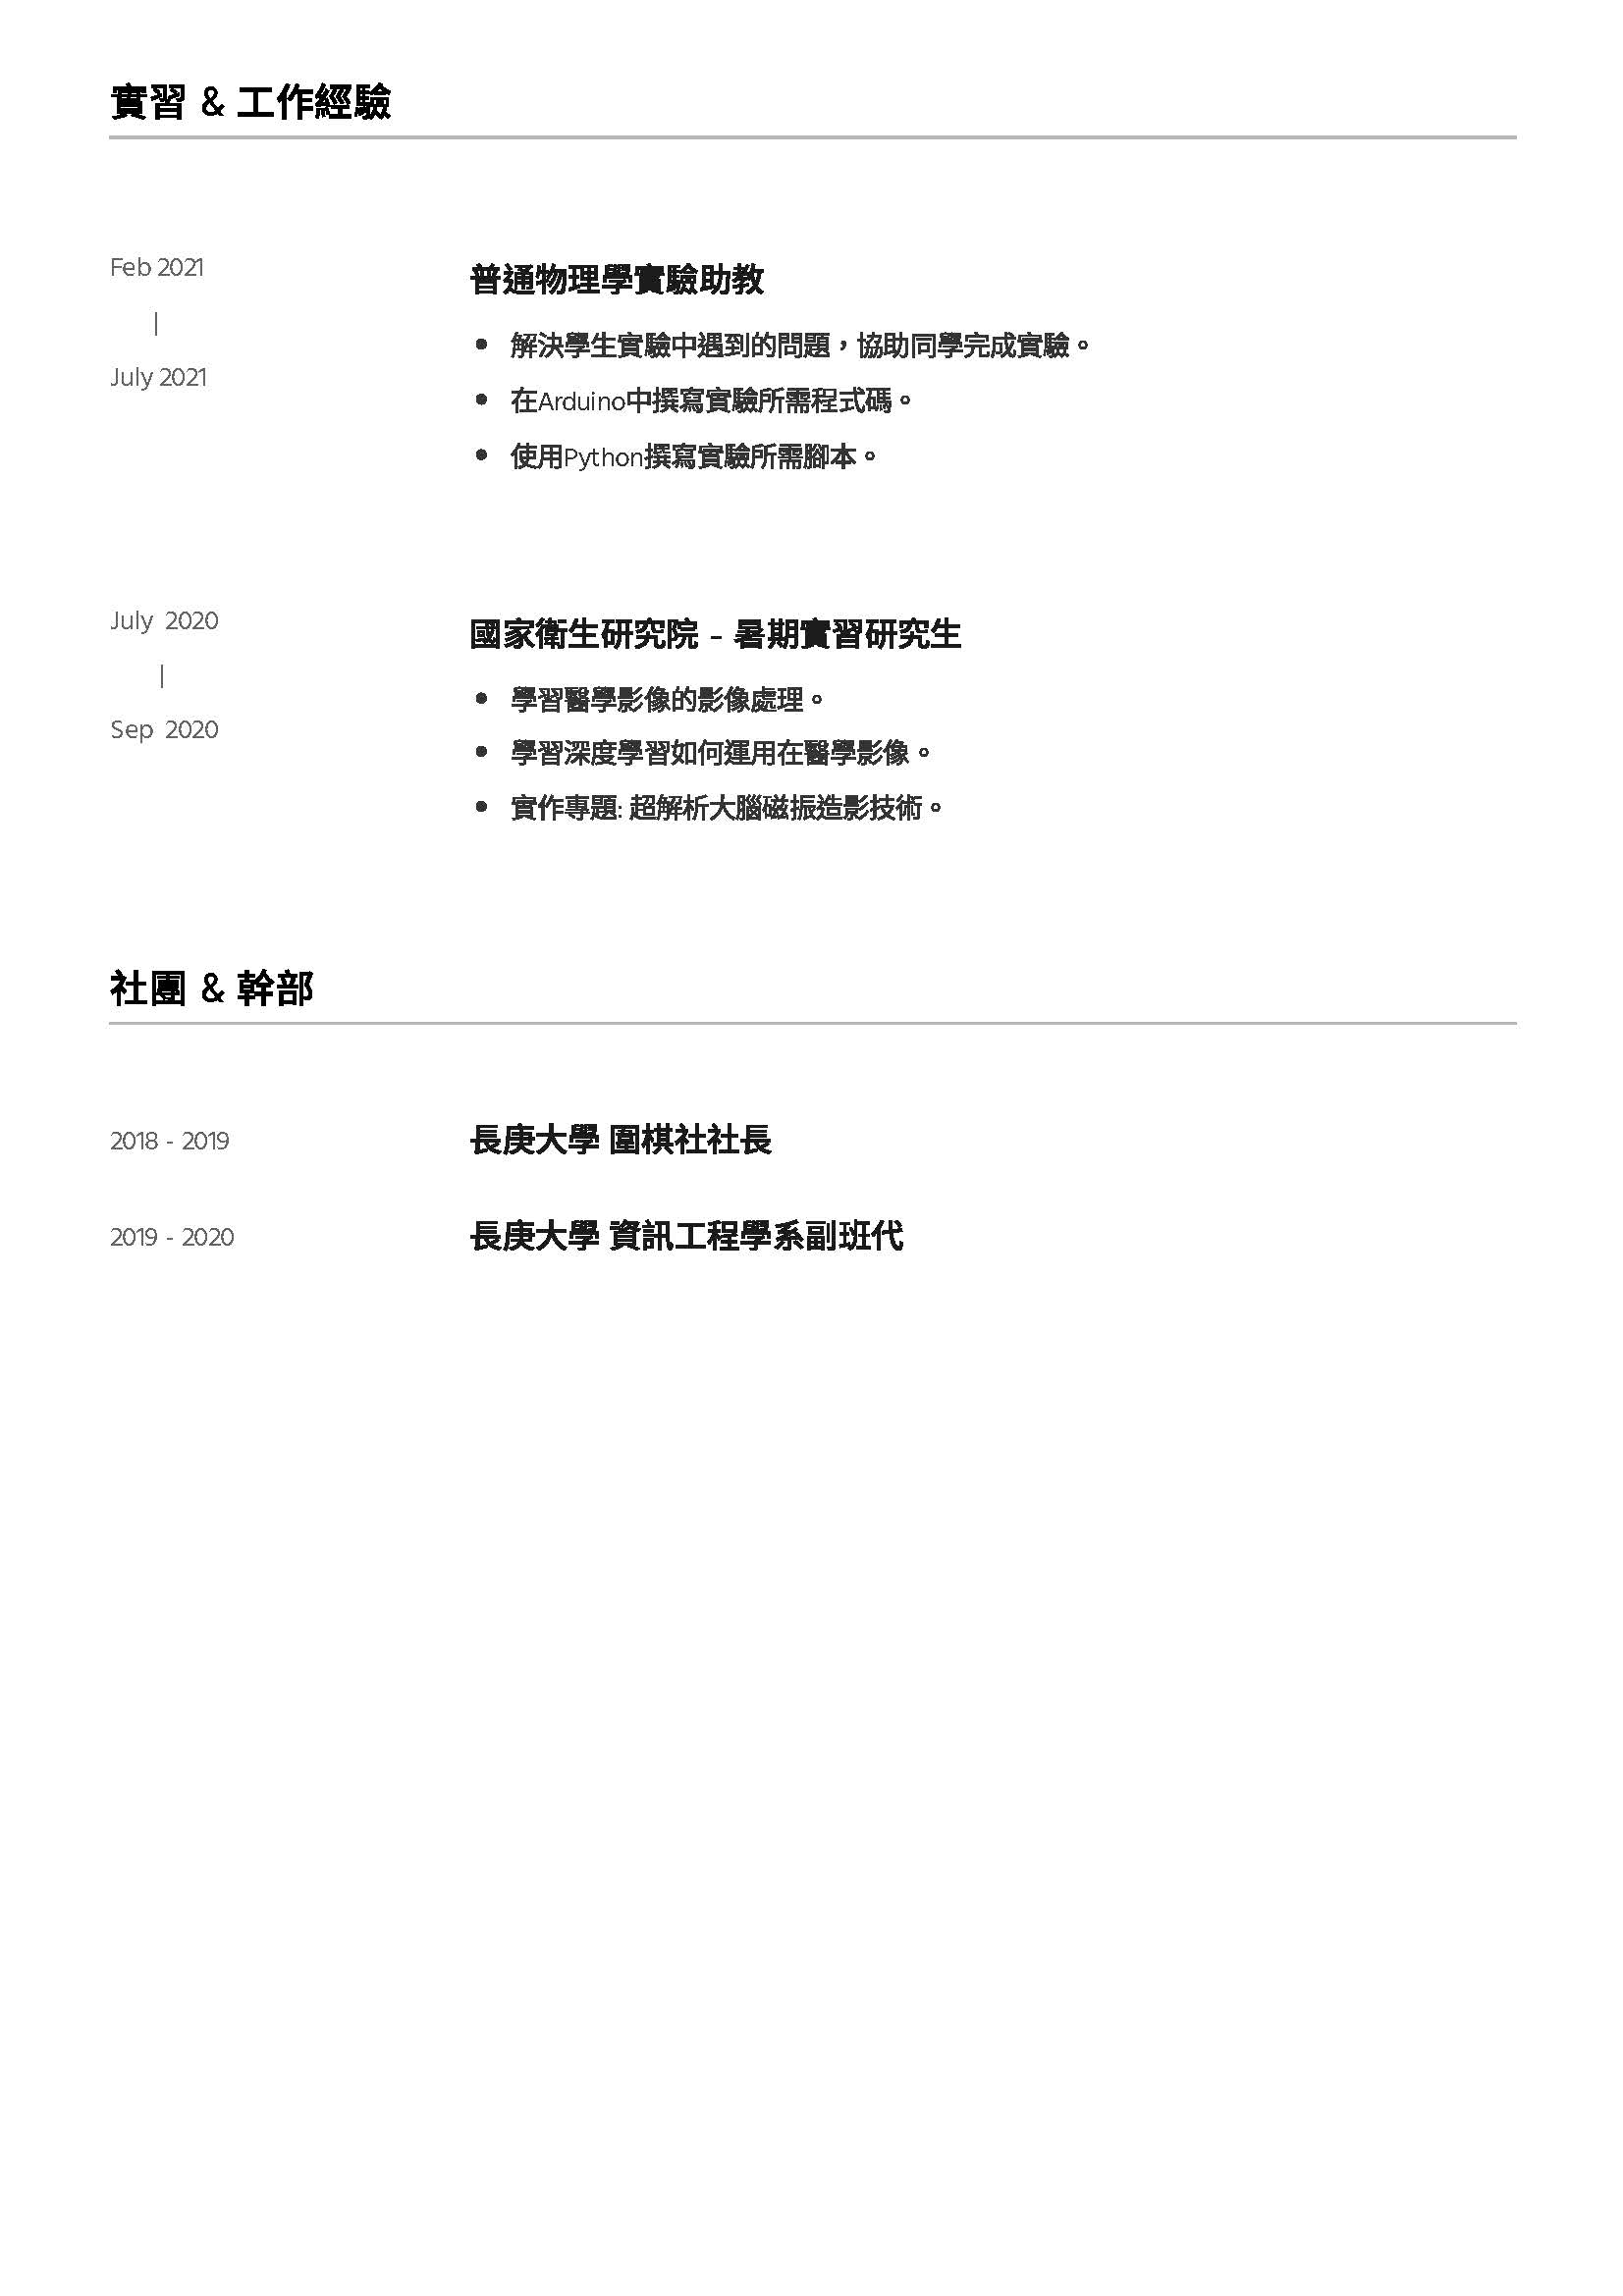 實習 & 工作經驗
Feb 2021
|
July 2021
普通物理學實驗助教
• 解決學生實驗中遇到的問題，協助同學完成實驗。
• 在Arduino中撰寫實驗所需程式碼。
• 使用Python撰寫實驗所需腳本。
July 2020
|
Sep 2020
國家衛生研究院 - 暑期實習研究生
• 學習醫學影像的影像處理。
• 學習深度學習如何運用在醫學影像。
• 實作專題: 超解析大腦磁振造影技術。
社團 & 幹部
2018 - 2019 長庚大學 圍棋社社長
2019 - 2020 長庚大學 資訊工程學系副班代